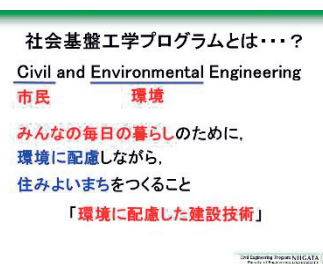 社会基盤工学プログラムとは・・・?
Civil and Environmental Engineering
市民 環境
みんなの毎日の暮らしのために,
環境に配慮しながら,
住みよいまちをつくること
「環境に配慮した建設技術」
Civil Engineering Program NIIGATA